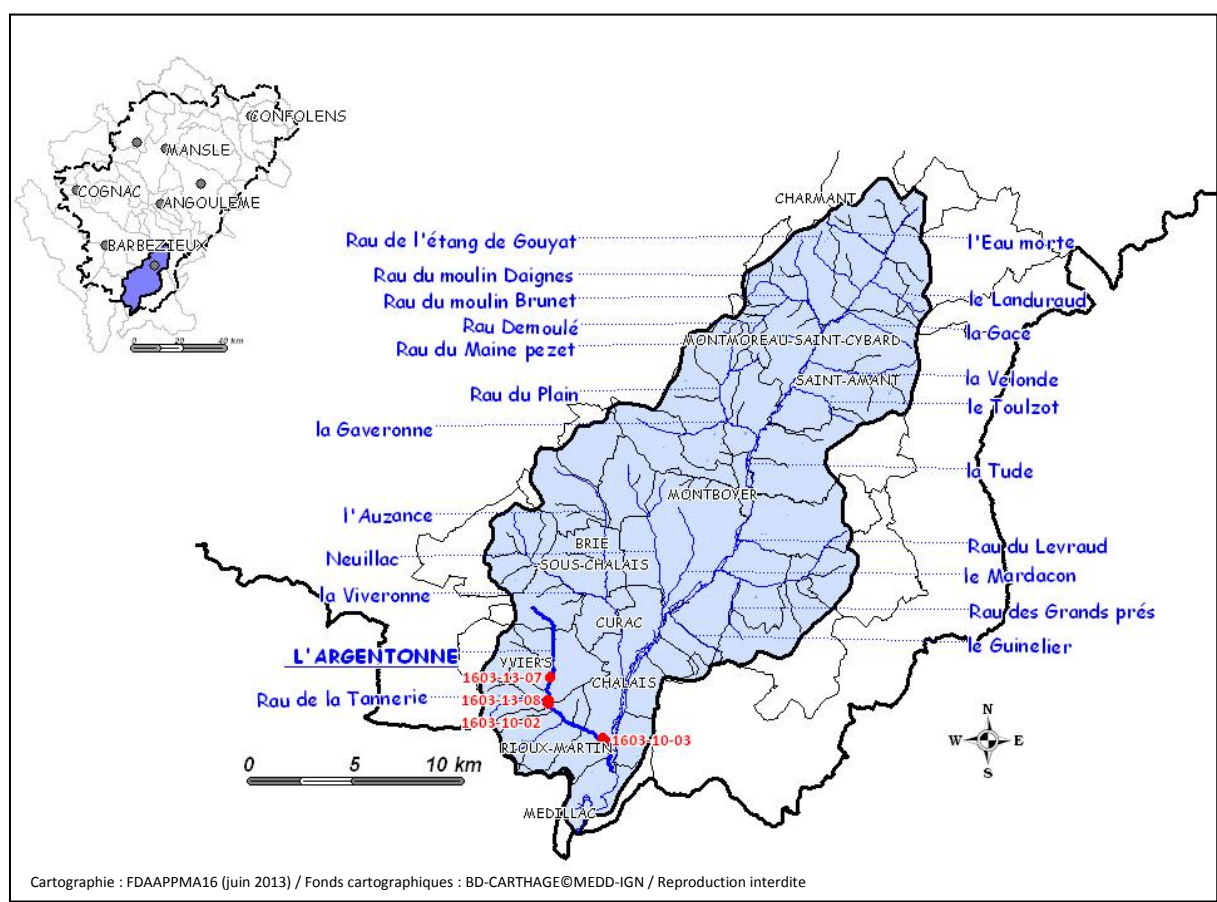 CONFOLENS
MANSLE
COGNAC
ANGOULEME
BARBEZIEUX
0 20 40 km
CHARMANT
Rau de l'étang de Gouyat
l'Eau morte
Rau du moulin Daignes
Rau du moulin Brunet
le Landuraud
Rau Demoulé
la Gace
MONTMOREAU-SAINT-CYBARD
Rau du Maine pezet
la Velonde
SAINT-AMANT
Rau du Plain
le Toulzot
la Gaveronne
la Tude
MONTBOYER
l'Auzance
BRIE
-SOUS-CHALAIS
Rau du Levraud
Neuillac
le Mardacon
la Viveronne
Rau des Grands prés
CURAC
le Guinelier
L'ARGENTONNE
YVIERS
1603-13-07
CHALAIS
Rau de la Tannerie
1603-13-08
1603-10-02
1603-10-03
RIOUX-MARTIN
N
W E
S
0 5 10 km
MEDILLAC
Cartographie : FDAAPPMA16 (juin 2013) / Fonds cartographiques : BD-CARTHAGE©MEDD-IGN / Reproduction interdite